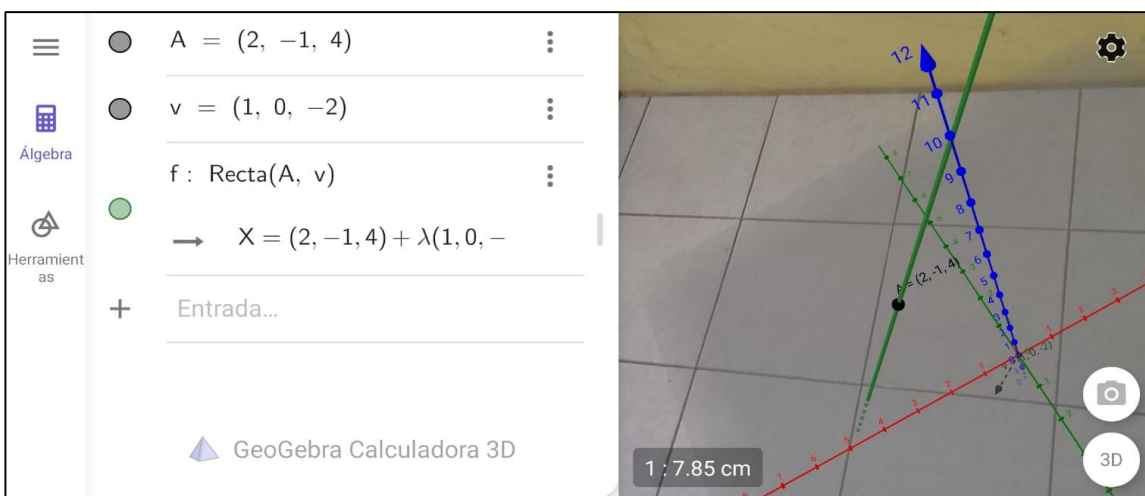 A = (2, −1, 4)
v = (1, 0, −2)
Álgebra
f : Recta(A, v)
→ X = (2, −1, 4) + λ(1, 0, −
Herramient
as
+ Entrada...
GeoGebra Calculadora 3D
12
11
10
9
8
7
6
5
4
3
A = (2, -1, 4)
1 : 7.85 cm
3D